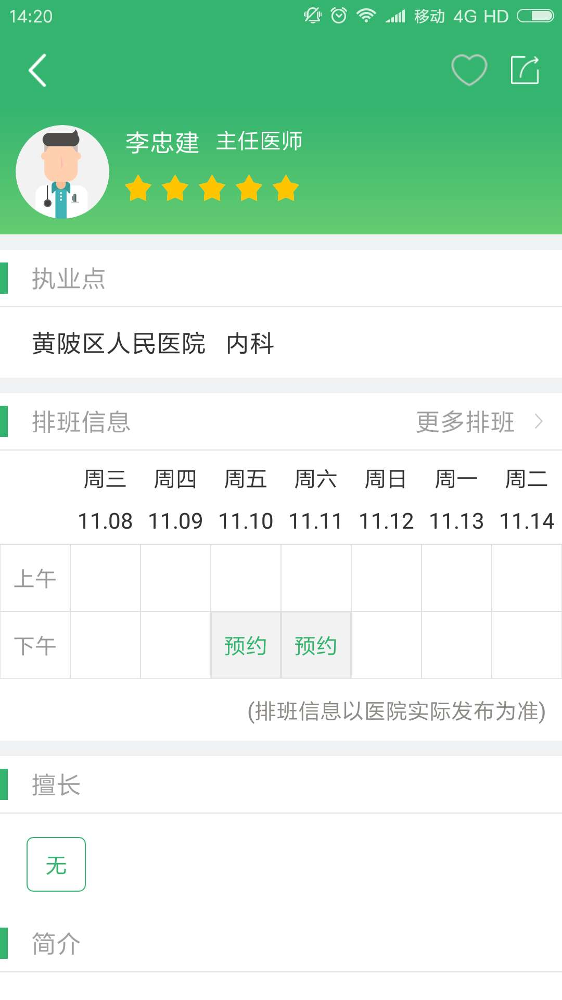 14:20 移动 4G HD
李忠建 主任医师
执业点
黄陂区人民医院 内科
排班信息 更多排班
周三 周四 周五 周六 周日 周一 周二
11.08 11.09 11.10 11.11 11.12 11.13 11.14
上午
下午 预约 预约
(排班信息以医院实际发布为准)
擅长
无
简介